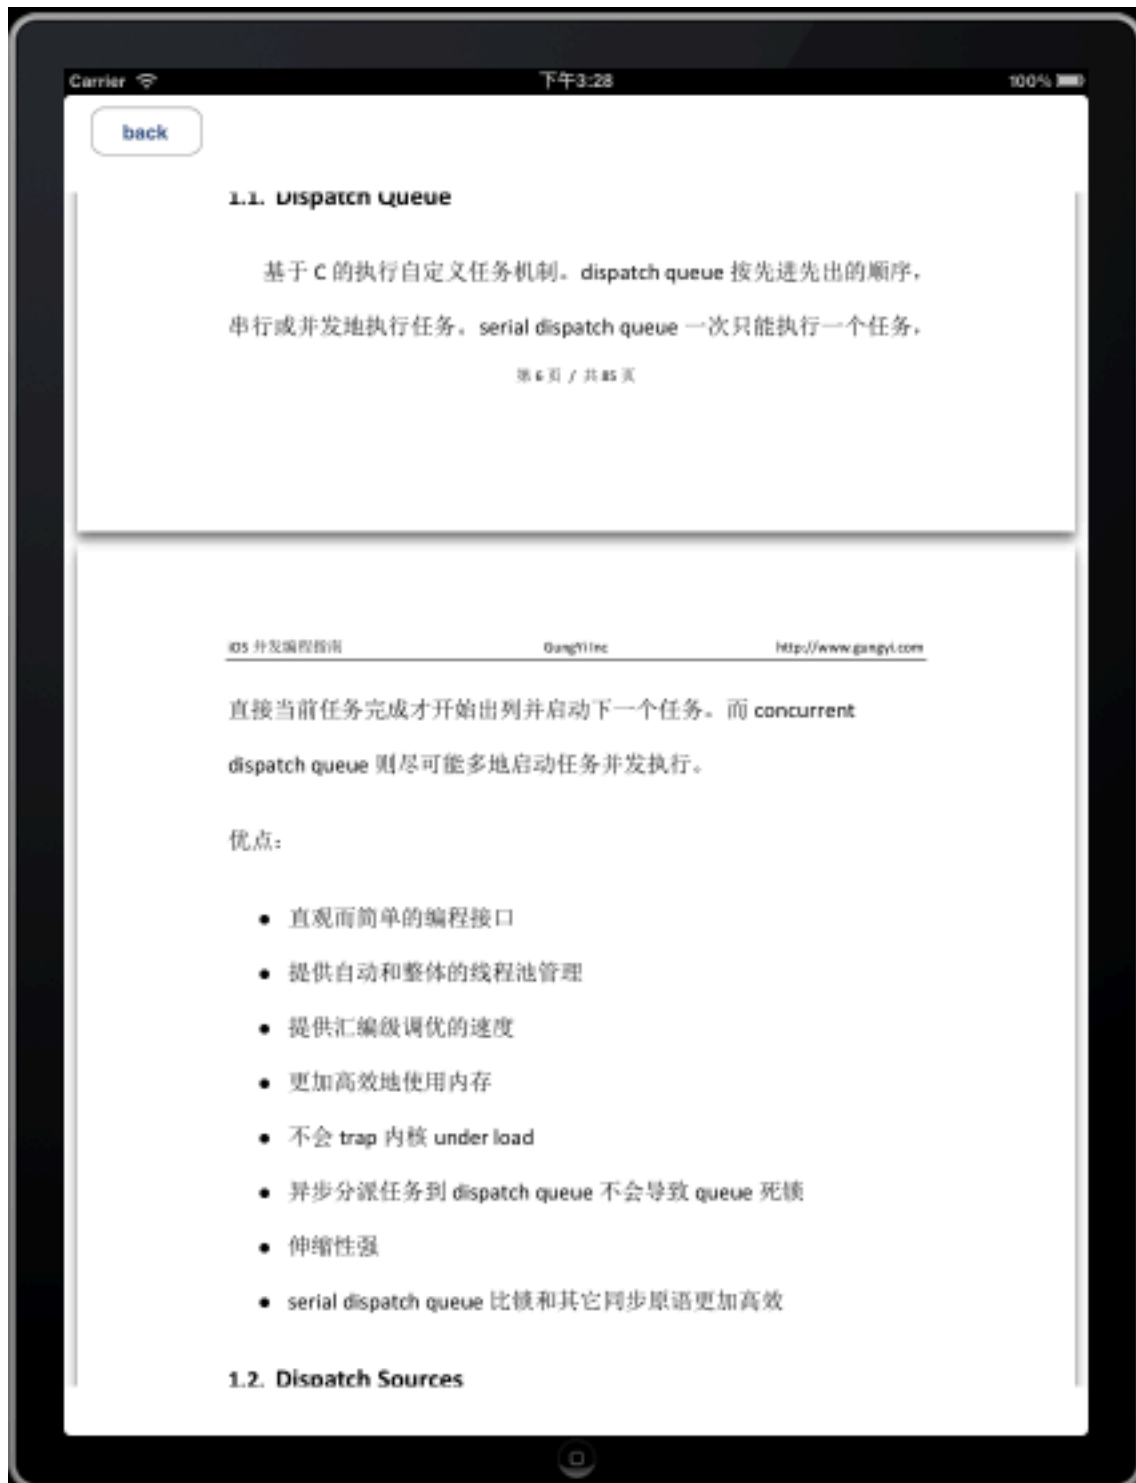 Carrier 下午3:28 100%
back
1.1. Dispatch Queue
基于 C 的执行自定义任务机制。dispatch queue 按先进先出的顺序，
串行或并发地执行任务。serial dispatch queue 一次只能执行一个任务，
第 6 页 / 共 85 页
iOS 并发编程指南 GungYi Inc http://www.gungyi.com
直接当前任务完成才开始出列并启动下一个任务。而 concurrent
dispatch queue 则尽可能多地启动任务并发执行。
优点：
● 直观而简单的编程接口
● 提供自动和整体的线程池管理
● 提供汇编级调优的速度
● 更加高效地使用内存
● 不会 trap 内核 under load
● 异步分派任务到 dispatch queue 不会导致 queue 死锁
● 伸缩性强
● serial dispatch queue 比锁和其它同步原语更加高效
1.2. Dispatch Sources